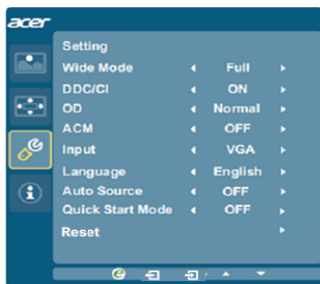 acer
Setting
Wide Mode Full
DDC/CI ON
OD Normal
ACM OFF
Input VGA
Language English
Auto Source OFF
Quick Start Mode OFF
Reset